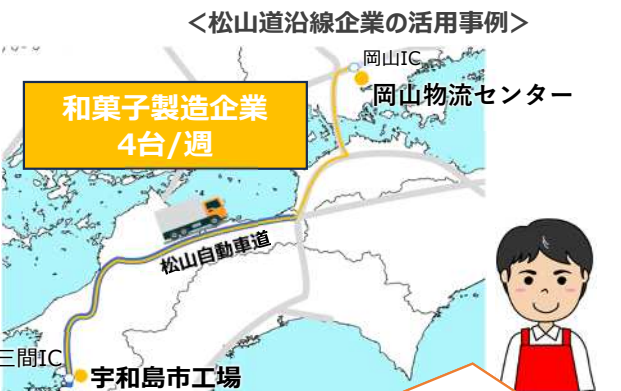 <松山道沿線企業の活用事例>
岡山IC
岡山物流センター
和菓子製造企業
4台/週
松山自動車道
三間IC
宇和島市工場